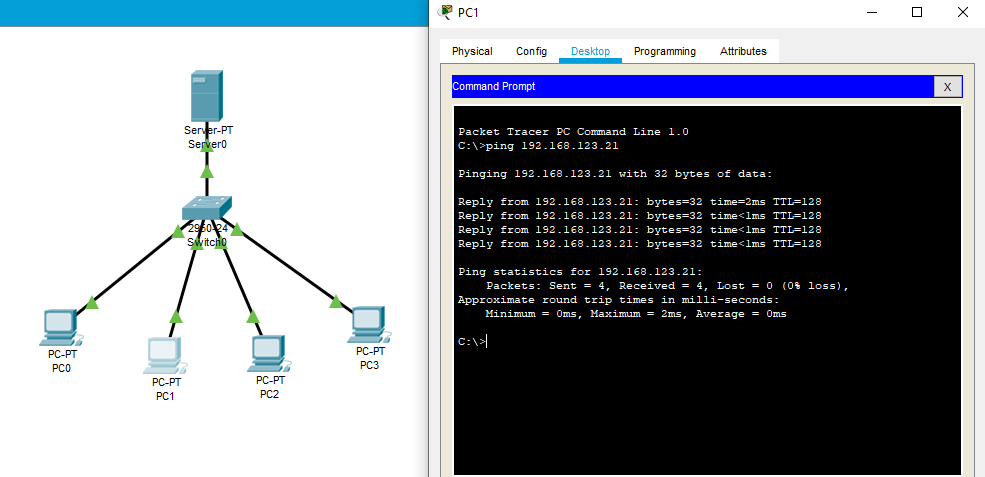 Server-PT
Server0
2950-24
Switch0
PC-PT
PC0
PC-PT
PC1
PC-PT
PC2
PC-PT
PC3
PC1
Physical Config Desktop Programming Attributes
Command Prompt X
Packet Tracer PC Command Line 1.0
C:\>ping 192.168.123.21
Pinging 192.168.123.21 with 32 bytes of data:
Reply from 192.168.123.21: bytes=32 time=2ms TTL=128
Reply from 192.168.123.21: bytes=32 time<1ms TTL=128
Reply from 192.168.123.21: bytes=32 time<1ms TTL=128
Reply from 192.168.123.21: bytes=32 time<1ms TTL=128
Ping statistics for 192.168.123.21:
Packets: Sent = 4, Received = 4, Lost = 0 (0% loss),
Approximate round trip times in milli-seconds:
Minimum = 0ms, Maximum = 2ms, Average = 0ms
C:\>